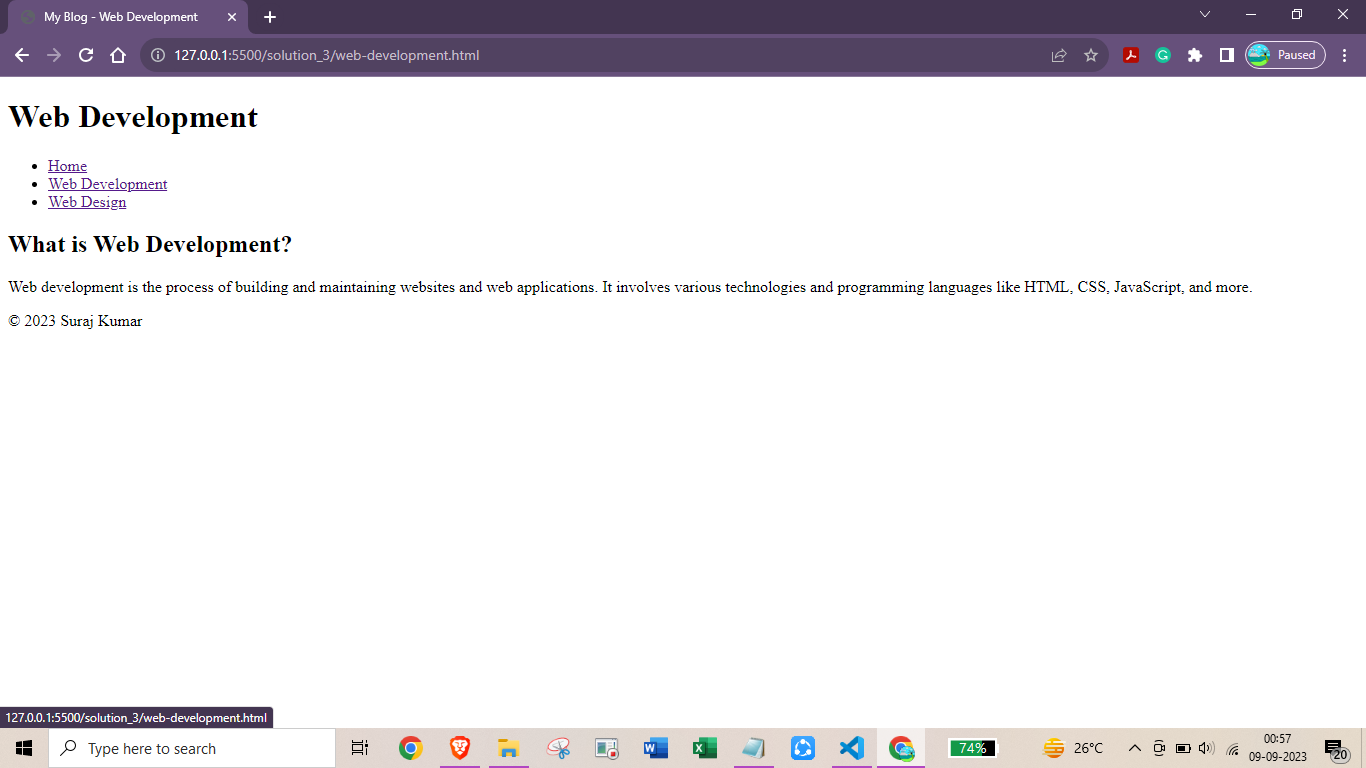 My Blog - Web Development
127.0.0.1:5500/solution_3/web-development.html
Paused
Web Development
Home
Web Development
Web Design
What is Web Development?
Web development is the process of building and maintaining websites and web applications. It involves various technologies and programming languages like HTML, CSS, JavaScript, and more.
© 2023 Suraj Kumar
127.0.0.1:5500/solution_3/web-development.html
Type here to search
74%
26°C
00:57
09-09-2023
20